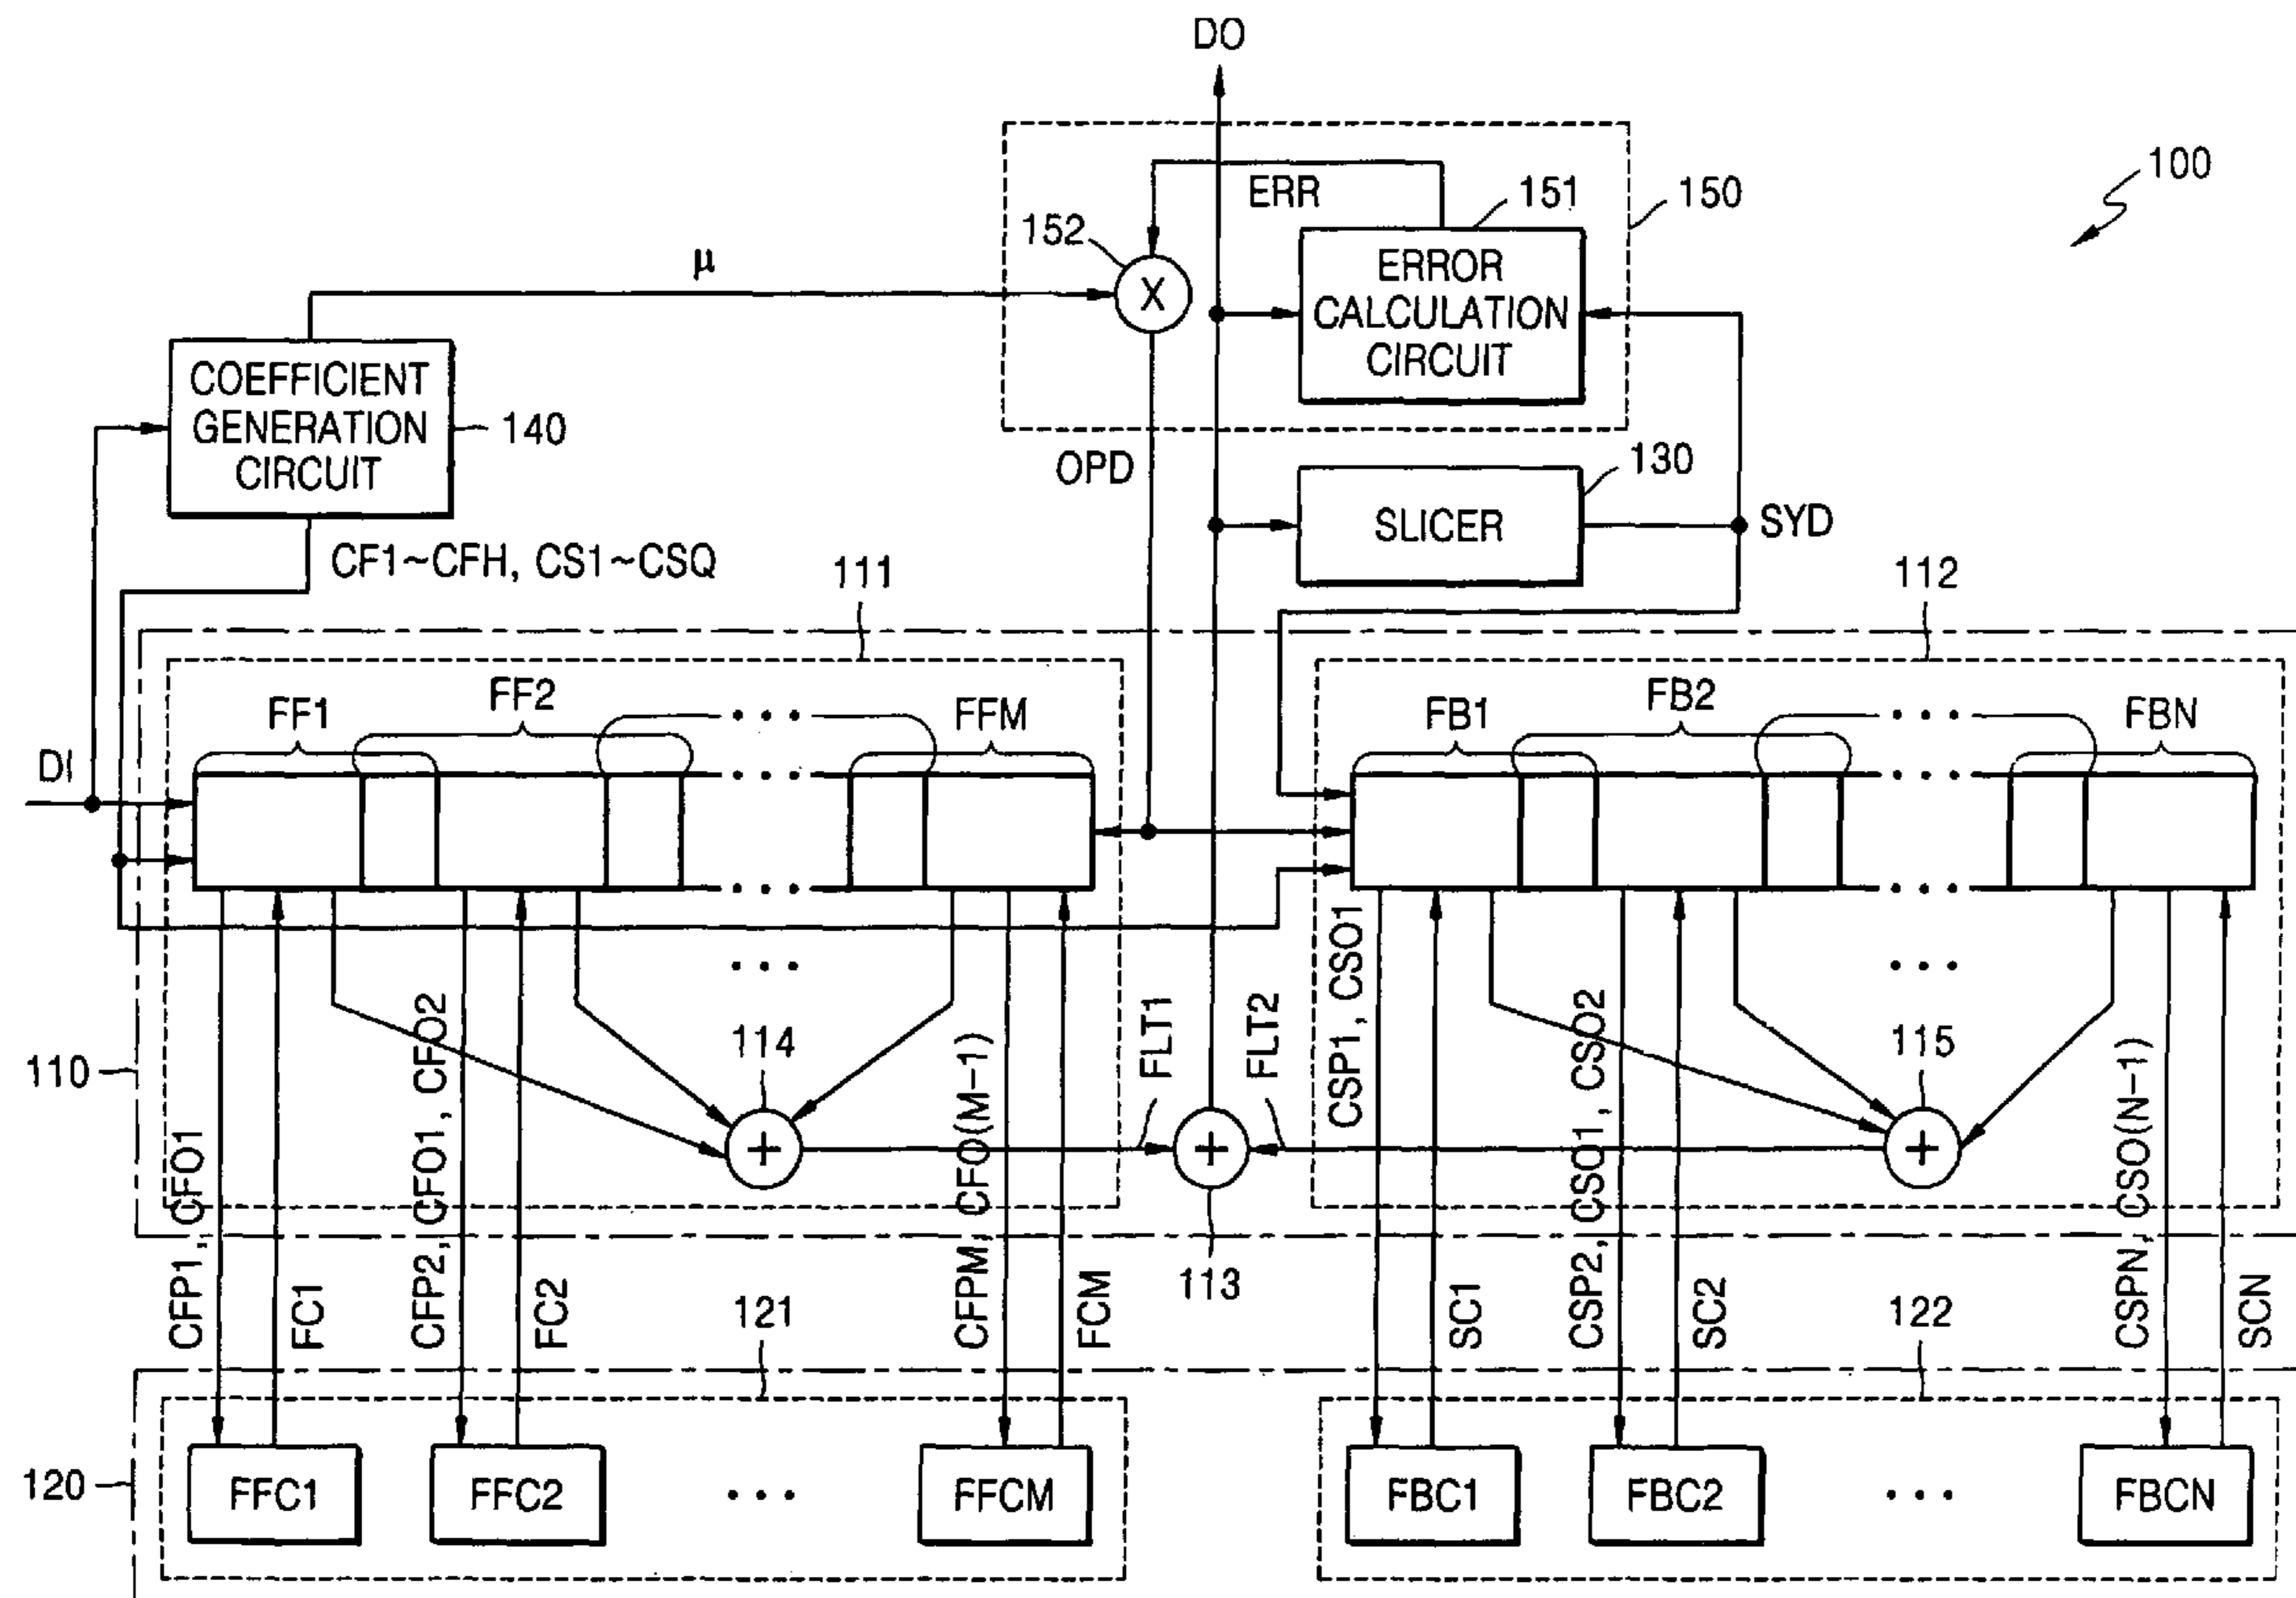 DO
100
ERR
151
150
152
X
ERROR
CALCULATION
CIRCUIT
μ
COEFFICIENT
GENERATION
CIRCUIT
140
OPD
130
SLICER
SYD
CF1~CFH, CS1~CSQ
111
112
FF1
FF2
...
FFM
FB1
FB2
...
FBN
DI
...
...
...
...
...
...
110
114
+
FLT1
FLT2
113
+
115
+
CFP1, CFO1
FC1
CFP2, CFO1, CFO2
FC2
CFPM, CFO(M-1)
FCM
CSP1, CSO1
SC1
CSP2, CSO1, CSO2
SC2
CSPN, CSO(N-1)
SCN
121
122
120
FFC1
FFC2
...
FFCM
FBC1
FBC2
...
FBCN